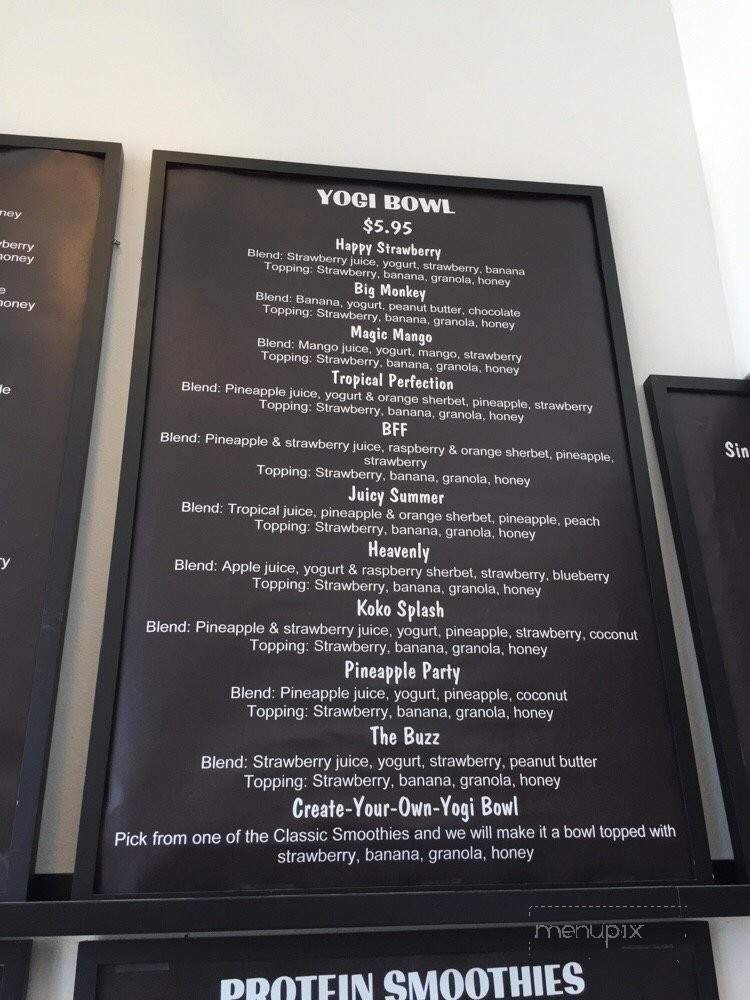 ney
berry
oney
e
oney
le
ry
YOGI BOWL
$5.95
Happy Strawberry
Blend: Strawberry juice, yogurt, strawberry, banana
Topping: Strawberry, banana, granola, honey
Big Monkey
Blend: Banana, yogurt, peanut butter, chocolate
Topping: Strawberry, banana, granola, honey
Magic Mango
Blend: Mango juice, yogurt, mango, strawberry
Topping: Strawberry, banana, granola, honey
Tropical Perfection
Blend: Pineapple juice, yogurt & orange sherbet, pineapple, strawberry
Topping: Strawberry, banana, granola, honey
BFF
Blend: Pineapple & strawberry juice, raspberry & orange sherbet, pineapple,
strawberry
Topping: Strawberry, banana, granola, honey
Juicy Summer
Blend: Tropical juice, pineapple & orange sherbet, pineapple, peach
Topping: Strawberry, banana, granola, honey
Heavenly
Blend: Apple juice, yogurt & raspberry sherbet, strawberry, blueberry
Topping: Strawberry, banana, granola, honey
Koko Splash
Blend: Pineapple & strawberry juice, yogurt, pineapple, strawberry, coconut
Topping: Strawberry, banana, granola, honey
Pineapple Party
Blend: Pineapple juice, yogurt, pineapple, coconut
Topping: Strawberry, banana, granola, honey
The Buzz
Blend: Strawberry juice, yogurt, strawberry, peanut butter
Topping: Strawberry, banana, granola, honey
Create-Your-Own-Yogi Bowl
Pick from one of the Classic Smoothies and we will make it a bowl topped with
strawberry, banana, granola, honey
Sin
menupix
PROTEIN SMOOTHIES